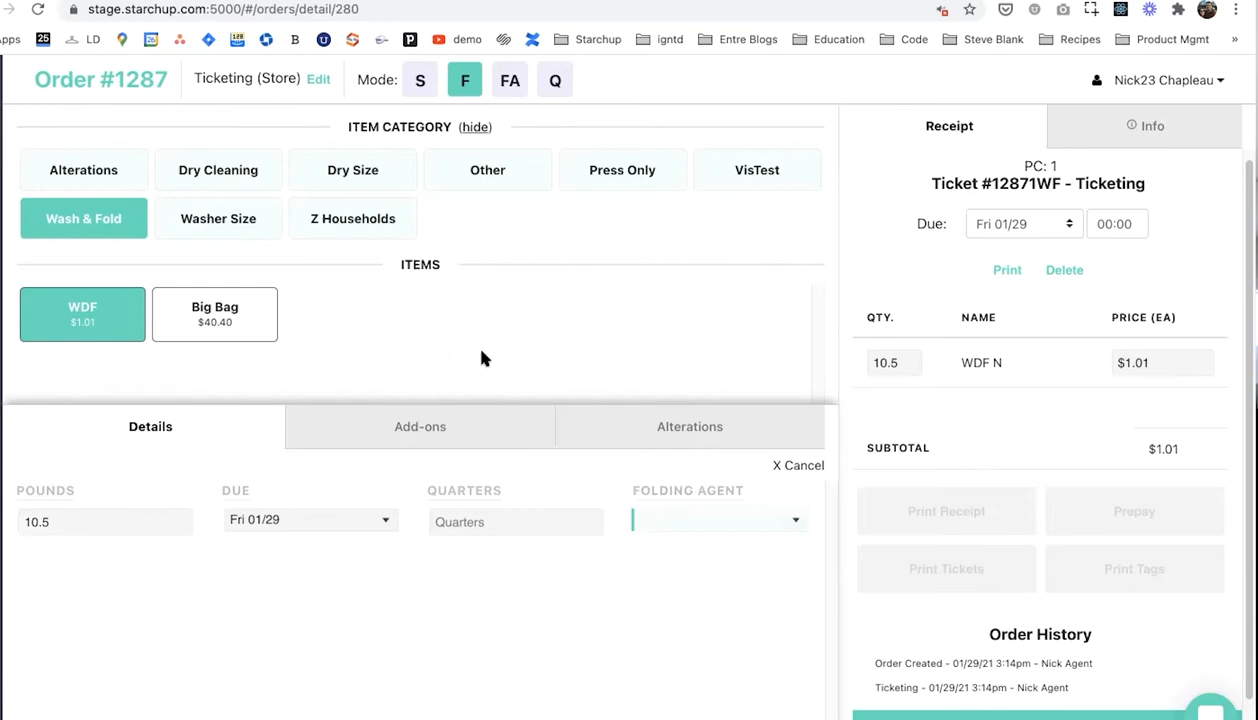 stage.starchup.com:5000/#/orders/detail/280
Apps 25 LD 26 128 B U P demo Starchup igntd Entre Blogs Education Code Steve Blank Recipes Product Mgmt »
Order #1287 Ticketing (Store) Edit Mode: S F FA Q Nick23 Chapleau
ITEM CATEGORY (hide)
Alterations Dry Cleaning Dry Size Other Press Only VisTest
Wash & Fold Washer Size Z Households
ITEMS
WDF
$1.01
Big Bag
$40.40
Details Add-ons Alterations
X Cancel
POUNDS DUE QUARTERS FOLDING AGENT
10.5 Fri 01/29 Quarters
Receipt Info
PC: 1
Ticket #12871WF - Ticketing
Due: Fri 01/29 00:00
Print Delete
QTY. NAME PRICE (EA)
10.5 WDF N $1.01
SUBTOTAL $1.01
Print Receipt Prepay
Print Tickets Print Tags
Order History
Order Created - 01/29/21 3:14pm - Nick Agent
Ticketing - 01/29/21 3:14pm - Nick Agent